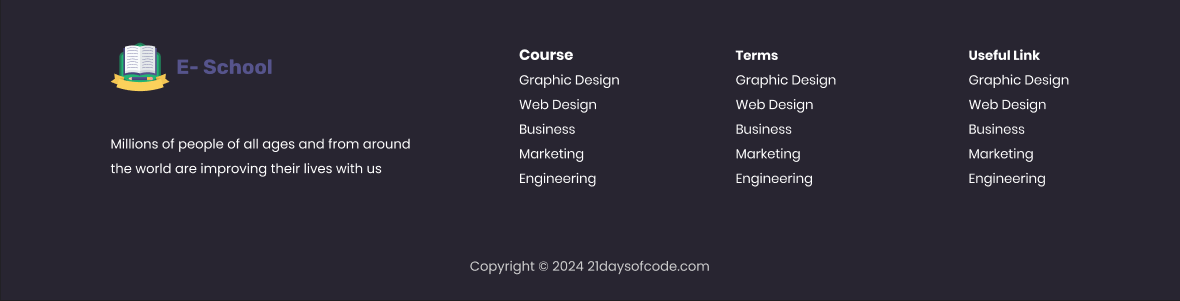 E- School
Millions of people of all ages and from around
the world are improving their lives with us
Course
Graphic Design
Web Design
Business
Marketing
Engineering
Terms
Graphic Design
Web Design
Business
Marketing
Engineering
Useful Link
Graphic Design
Web Design
Business
Marketing
Engineering
Copyright © 2024 21daysofcode.com